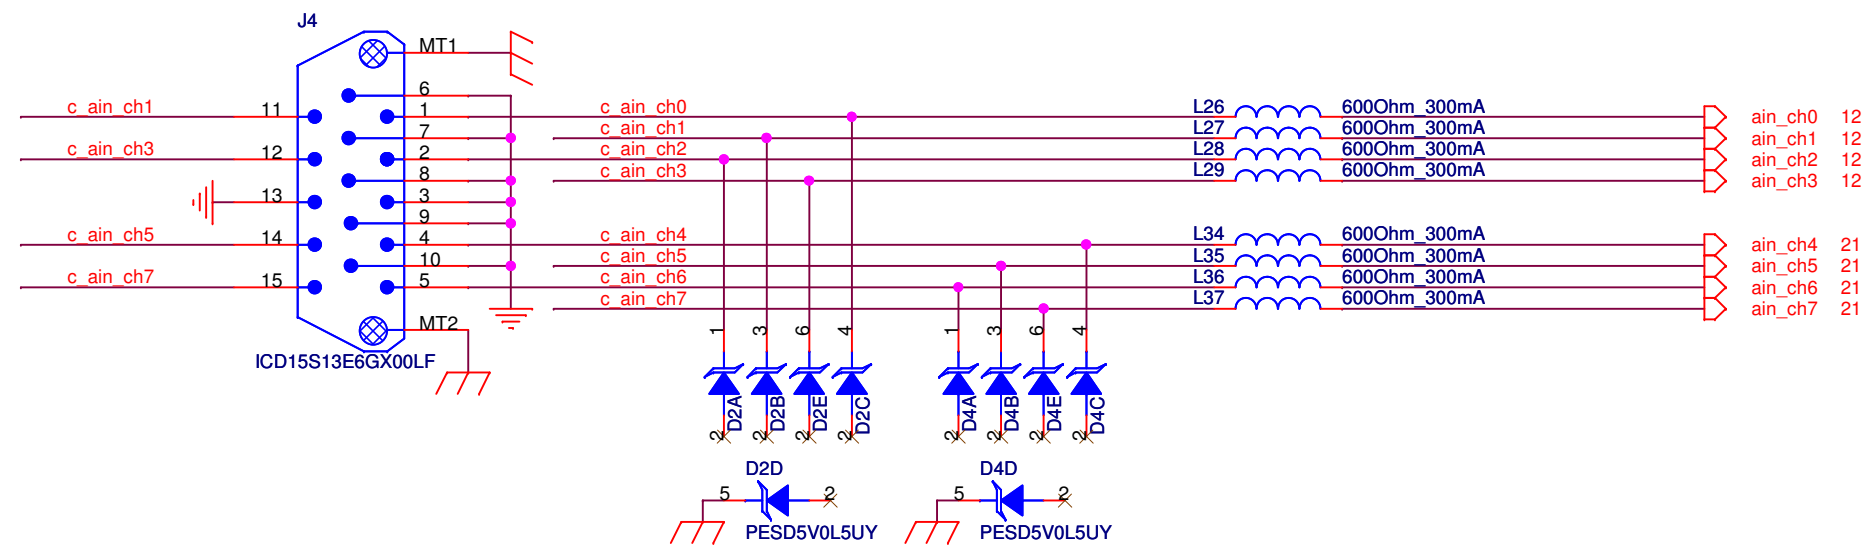 J4
MT1
6
c_ain_ch1 11 1 c_ain_ch0 L26 600Ohm_300mA ain_ch0 12
7 c_ain_ch1 L27 600Ohm_300mA ain_ch1 12
c_ain_ch3 12 2 c_ain_ch2 L28 600Ohm_300mA ain_ch2 12
8 c_ain_ch3 L29 600Ohm_300mA ain_ch3 12
13 3
9
c_ain_ch5 14 4 c_ain_ch4 L34 600Ohm_300mA ain_ch4 21
10 c_ain_ch5 L35 600Ohm_300mA ain_ch5 21
c_ain_ch7 15 5 c_ain_ch6 L36 600Ohm_300mA ain_ch6 21
c_ain_ch7 L37 600Ohm_300mA ain_ch7 21
MT2
1 3 6 4 1 3 6 4
ICD15S13E6GX00LF
D2A D2B D2E D2C D4A D4B D4E D4C
2 2 2 2 2 2 2 2
D2D D4D
5 2 5 2
PESD5V0L5UY PESD5V0L5UY